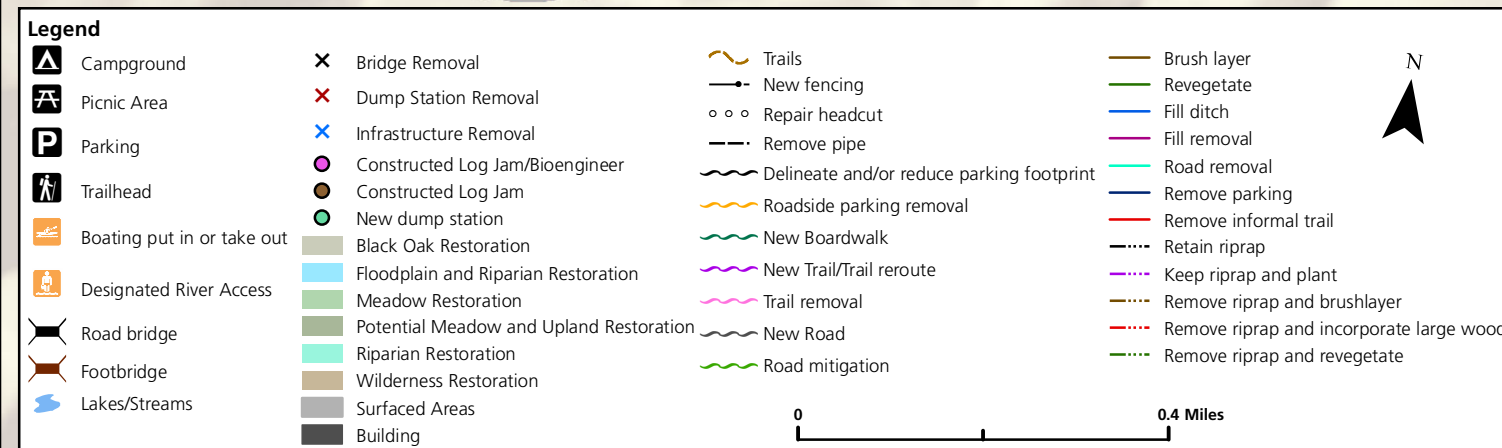 Legend
Campground
Picnic Area
P
Parking
Trailhead
Boating put in or take out
Designated River Access
Road bridge
Footbridge
Lakes/Streams
Bridge Removal
Dump Station Removal
Infrastructure Removal
Constructed Log Jam/Bioengineer
Constructed Log Jam
New dump station
Black Oak Restoration
Floodplain and Riparian Restoration
Meadow Restoration
Potential Meadow and Upland Restoration
Riparian Restoration
Wilderness Restoration
Surfaced Areas
Building
Trails
New fencing
Repair headcut
Remove pipe
Delineate and/or reduce parking footprint
Roadside parking removal
New Boardwalk
New Trail/Trail reroute
Trail removal
New Road
Road mitigation
Brush layer
Revegetate
Fill ditch
Fill removal
Road removal
Remove parking
Remove informal trail
Retain riprap
Keep riprap and plant
Remove riprap and brushlayer
Remove riprap and incorporate large wood
Remove riprap and revegetate
N
0 0.4 Miles